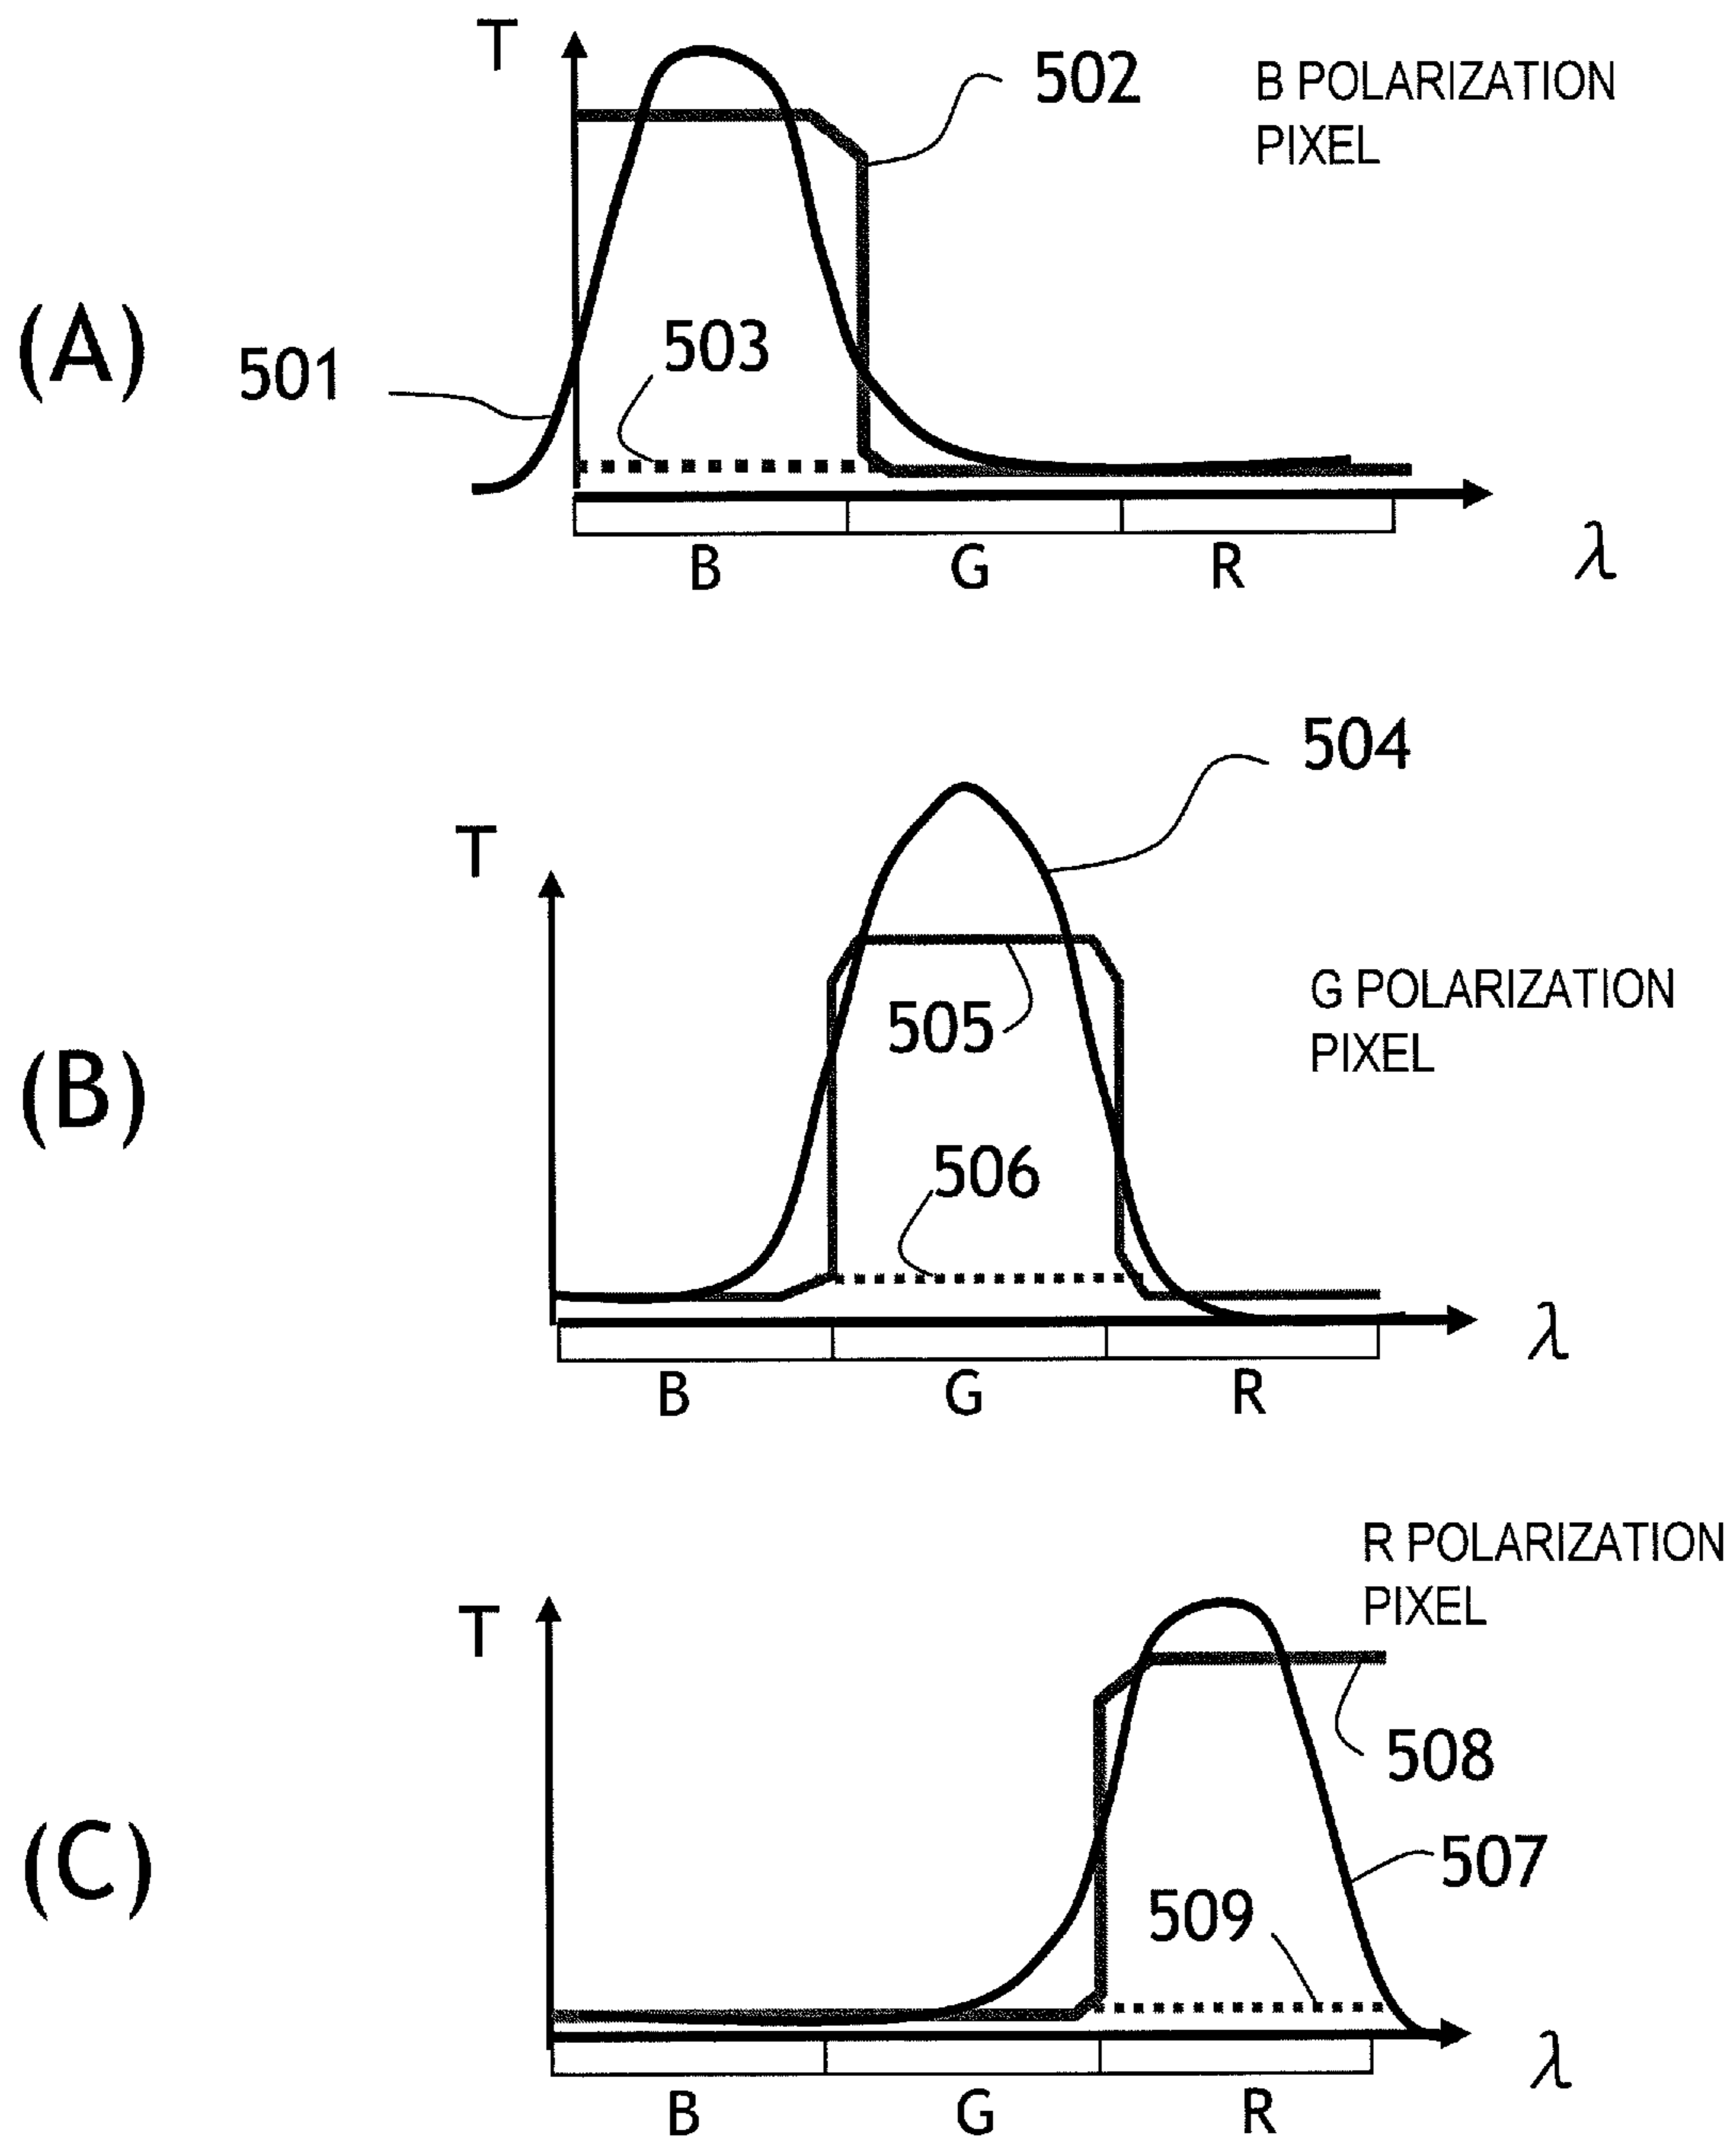 T
502
B POLARIZATION
PIXEL
(A)
501
503
B G R
λ
504
T
505
G POLARIZATION
PIXEL
(B)
506
B G R
λ
R POLARIZATION
PIXEL
T
508
(C)
507
509
B G R
λ